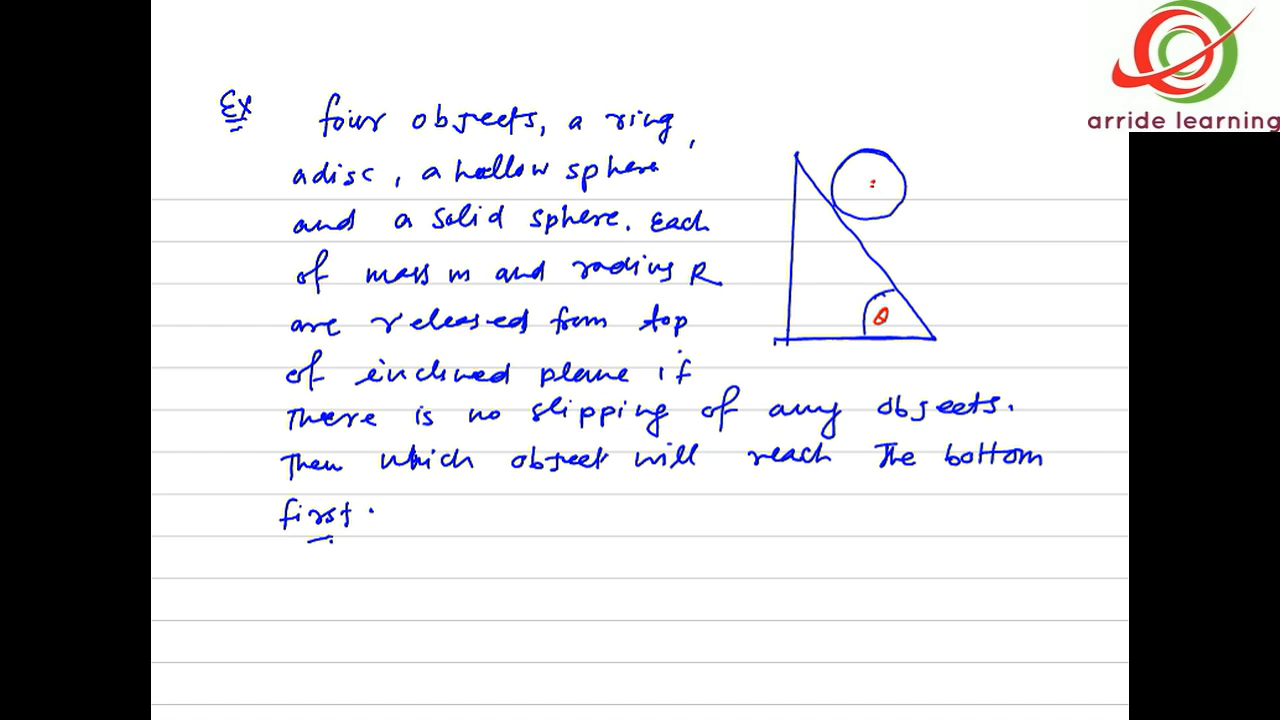 Ex four objects, a ring,
a disc, a hollow sphere
and a solid sphere. Each
of mass m and radius R
are released from top
of inclined plane if
There is no slipping of any objects.
Then which object will reach The bottom
first.
θ
arride learning